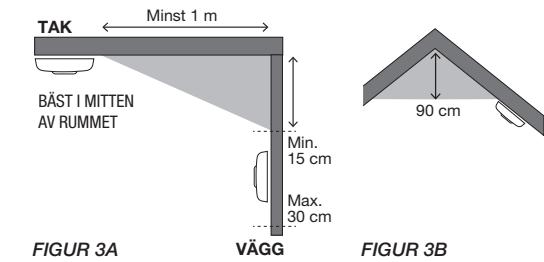 TAK
Minst 1 m
BÄST I MITTEN
AV RUMMET
Min.
15 cm
Max.
30 cm
FIGUR 3A
VÄGG
90 cm
FIGUR 3B